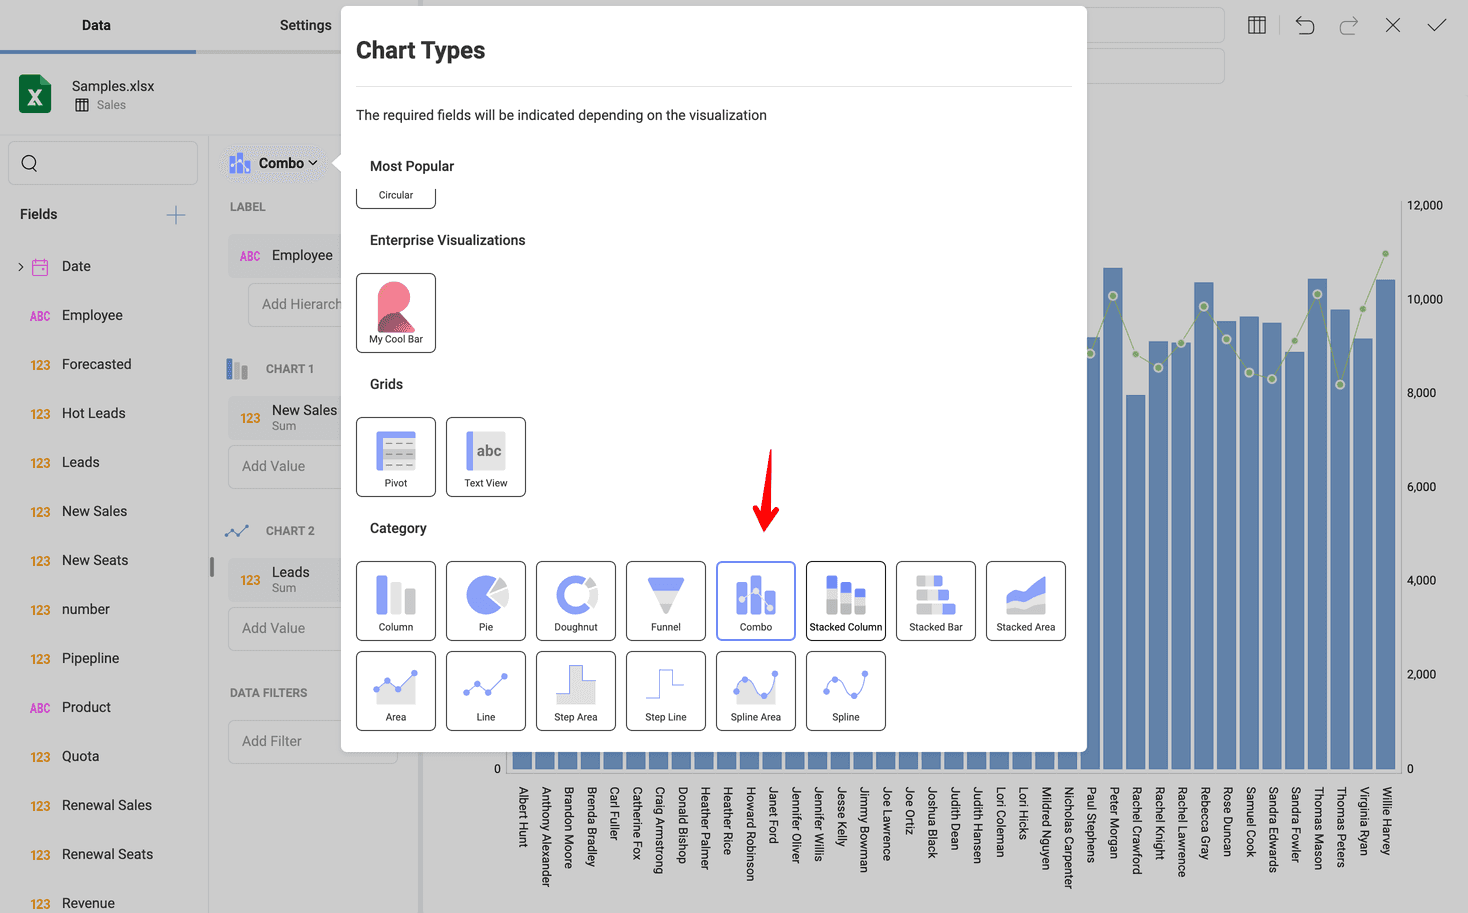 Data
Settings
Samples.xlsx
Sales
Fields
Date
ABC Employee
123 Forecasted
123 Hot Leads
123 Leads
123 New Sales
123 New Seats
123 number
123 Pipepline
ABC Product
123 Quota
123 Renewal Sales
123 Renewal Seats
123 Revenue
Combo
LABEL
ABC Employee
Add Hierarch
CHART 1
123 New Sales
Sum
Add Value
CHART 2
123 Leads
Sum
Add Value
DATA FILTERS
Add Filter
Chart Types
The required fields will be indicated depending on the visualization
Most Popular
Circular
Enterprise Visualizations
My Cool Bar
Grids
Pivot
abc
Text View
Category
Column
Pie
Doughnut
Funnel
Combo
Stacked Column
Stacked Bar
Stacked Area
Area
Line
Step Area
Step Line
Spline Area
Spline
12,000
10,000
8,000
6,000
4,000
2,000
0
0
Albert Hunt
Anthony Alexander
Brandon Moore
Brenda Bradley
Carl Fuller
Catherine Fox
Craig Armstrong
Donald Bishop
Heather Palmer
Heather Rice
Howard Robinson
Janet Ford
Jennifer Oliver
Jennifer Willis
Jesse Kelly
Jimmy Bowman
Joe Lawrence
Joe Ortiz
Joshua Black
Judith Dean
Judith Hansen
Lori Coleman
Lori Hicks
Mildred Nguyen
Nicholas Carpenter
Paul Stephens
Peter Morgan
Rachel Crawford
Rachel Knight
Rachel Lawrence
Rebecca Gray
Rose Duncan
Samuel Cook
Sandra Edwards
Sandra Fowler
Thomas Mason
Thomas Peters
Virginia Ryan
Willie Harvey